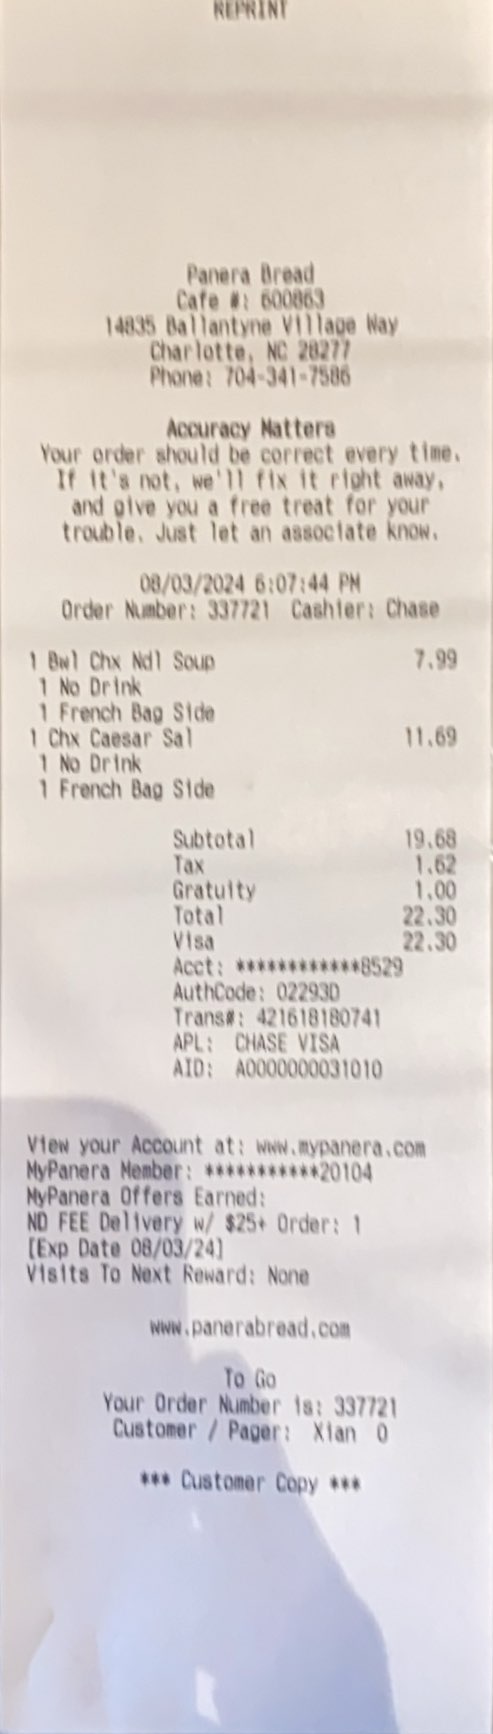 REPRINT
Panera Bread
Cafe #: 600863
14835 Ballantyne Village Way
Charlotte, NC 28277
Phone: 704-341-7586
Accuracy Matters
Your order should be correct every time.
If it's not, we'll fix it right away,
and give you a free treat for your
trouble. Just let an associate know.
08/03/2024 6:07:44 PM
Order Number: 337721 Cashier: Chase
1 Bwl Chx Ndl Soup 7.99
1 No Drink
1 French Bag Side
1 Chx Caesar Sal 11.69
1 No Drink
1 French Bag Side
Subtotal 19.68
Tax 1.62
Gratuity 1.00
Total 22.30
Visa 22.30
Acct: ************8529
AuthCode: 02293D
Trans#: 421618180741
APL: CHASE VISA
AID: A0000000031010
View your Account at: www.mypanera.com
MyPanera Member: ***********20104
MyPanera Offers Earned:
NO FEE Delivery w/ $25+ Order: 1
[Exp Date 08/03/24]
Visits To Next Reward: None
www.panerabread.com
To Go
Your Order Number is: 337721
Customer / Pager: Xian 0
*** Customer Copy ***